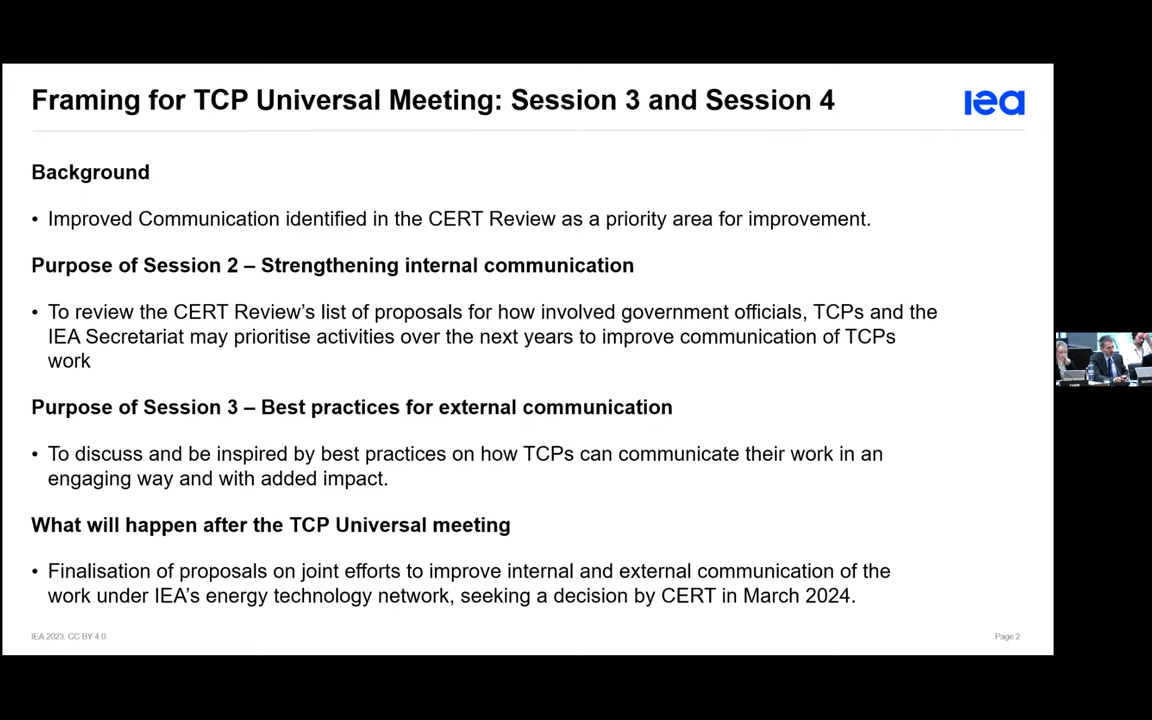 Framing for TCP Universal Meeting: Session 3 and Session 4
iea
Background
• Improved Communication identified in the CERT Review as a priority area for improvement.
Purpose of Session 2 – Strengthening internal communication
• To review the CERT Review's list of proposals for how involved government officials, TCPs and the
IEA Secretariat may prioritise activities over the next years to improve communication of TCPs
work
Purpose of Session 3 – Best practices for external communication
• To discuss and be inspired by best practices on how TCPs can communicate their work in an
engaging way and with added impact.
What will happen after the TCP Universal meeting
• Finalisation of proposals on joint efforts to improve internal and external communication of the
work under IEA's energy technology network, seeking a decision by CERT in March 2024.
IEA 2023. CC BY 4.0.
Page 2